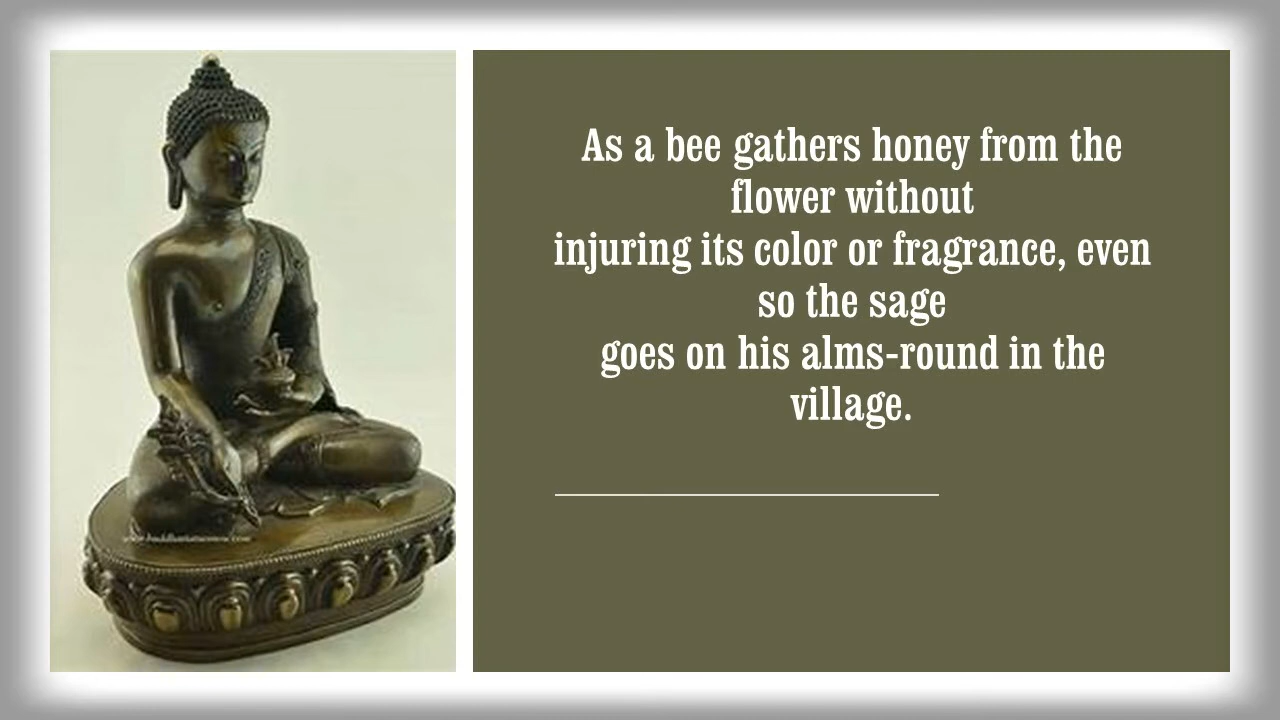 As a bee gathers honey from the
flower without
injuring its color or fragrance, even
so the sage
goes on his alms-round in the
village.